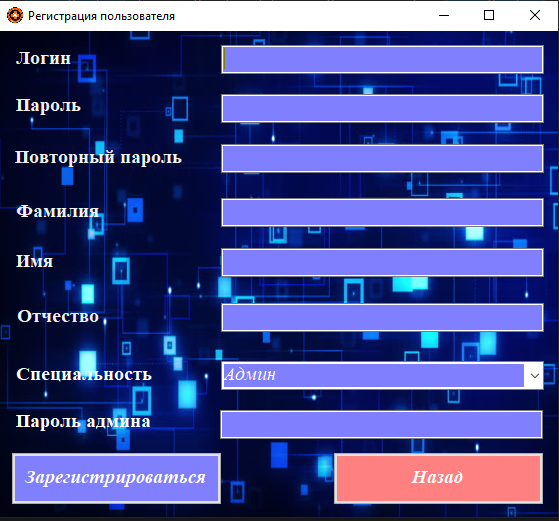 Регистрация пользователя
Логин
Пароль
Повторный пароль
Фамилия
Имя
Отчество
Специальность Админ
Пароль админа
Зарегистрироваться Назад